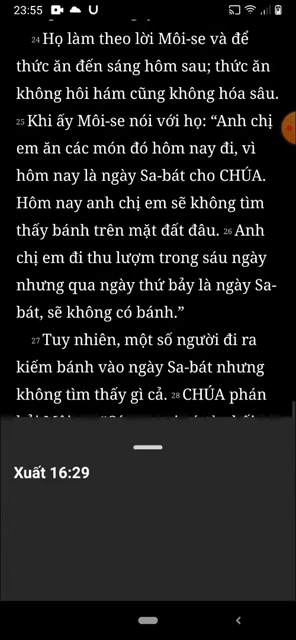 23:55
U
24 Họ làm theo lời Môi-se và để
thức ăn đến sáng hôm sau; thức ăn
không hôi hám cũng không hóa sâu.
25 Khi ấy Môi-se nói với họ: “Anh chị
em ăn các món đó hôm nay đi, vì
hôm nay là ngày Sa-bát cho CHÚA.
Hôm nay anh chị em sẽ không tìm
thấy bánh trên mặt đất đâu. 26 Anh
chị em đi thu lượm trong sáu ngày
nhưng qua ngày thứ bảy là ngày Sa-
bát, sẽ không có bánh.”
27 Tuy nhiên, một số người đi ra
kiếm bánh vào ngày Sa-bát nhưng
không tìm thấy gì cả. 28 CHÚA phán
Xuất 16:29